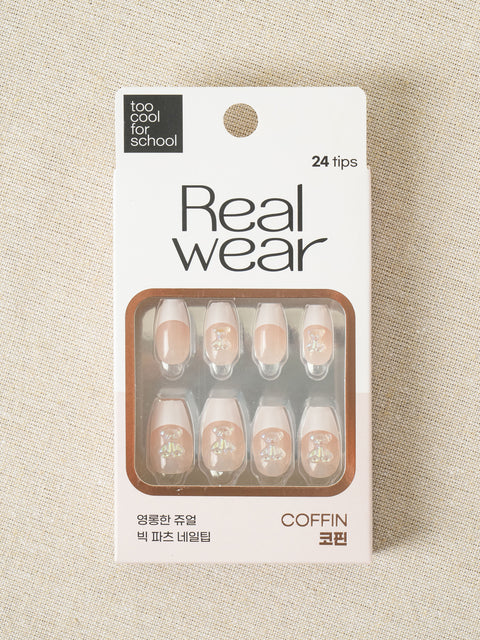 too
cool
for
school
24 tips
Real
wear
영롱한 쥬얼
빅 파츠 네일팁
COFFIN
코핀